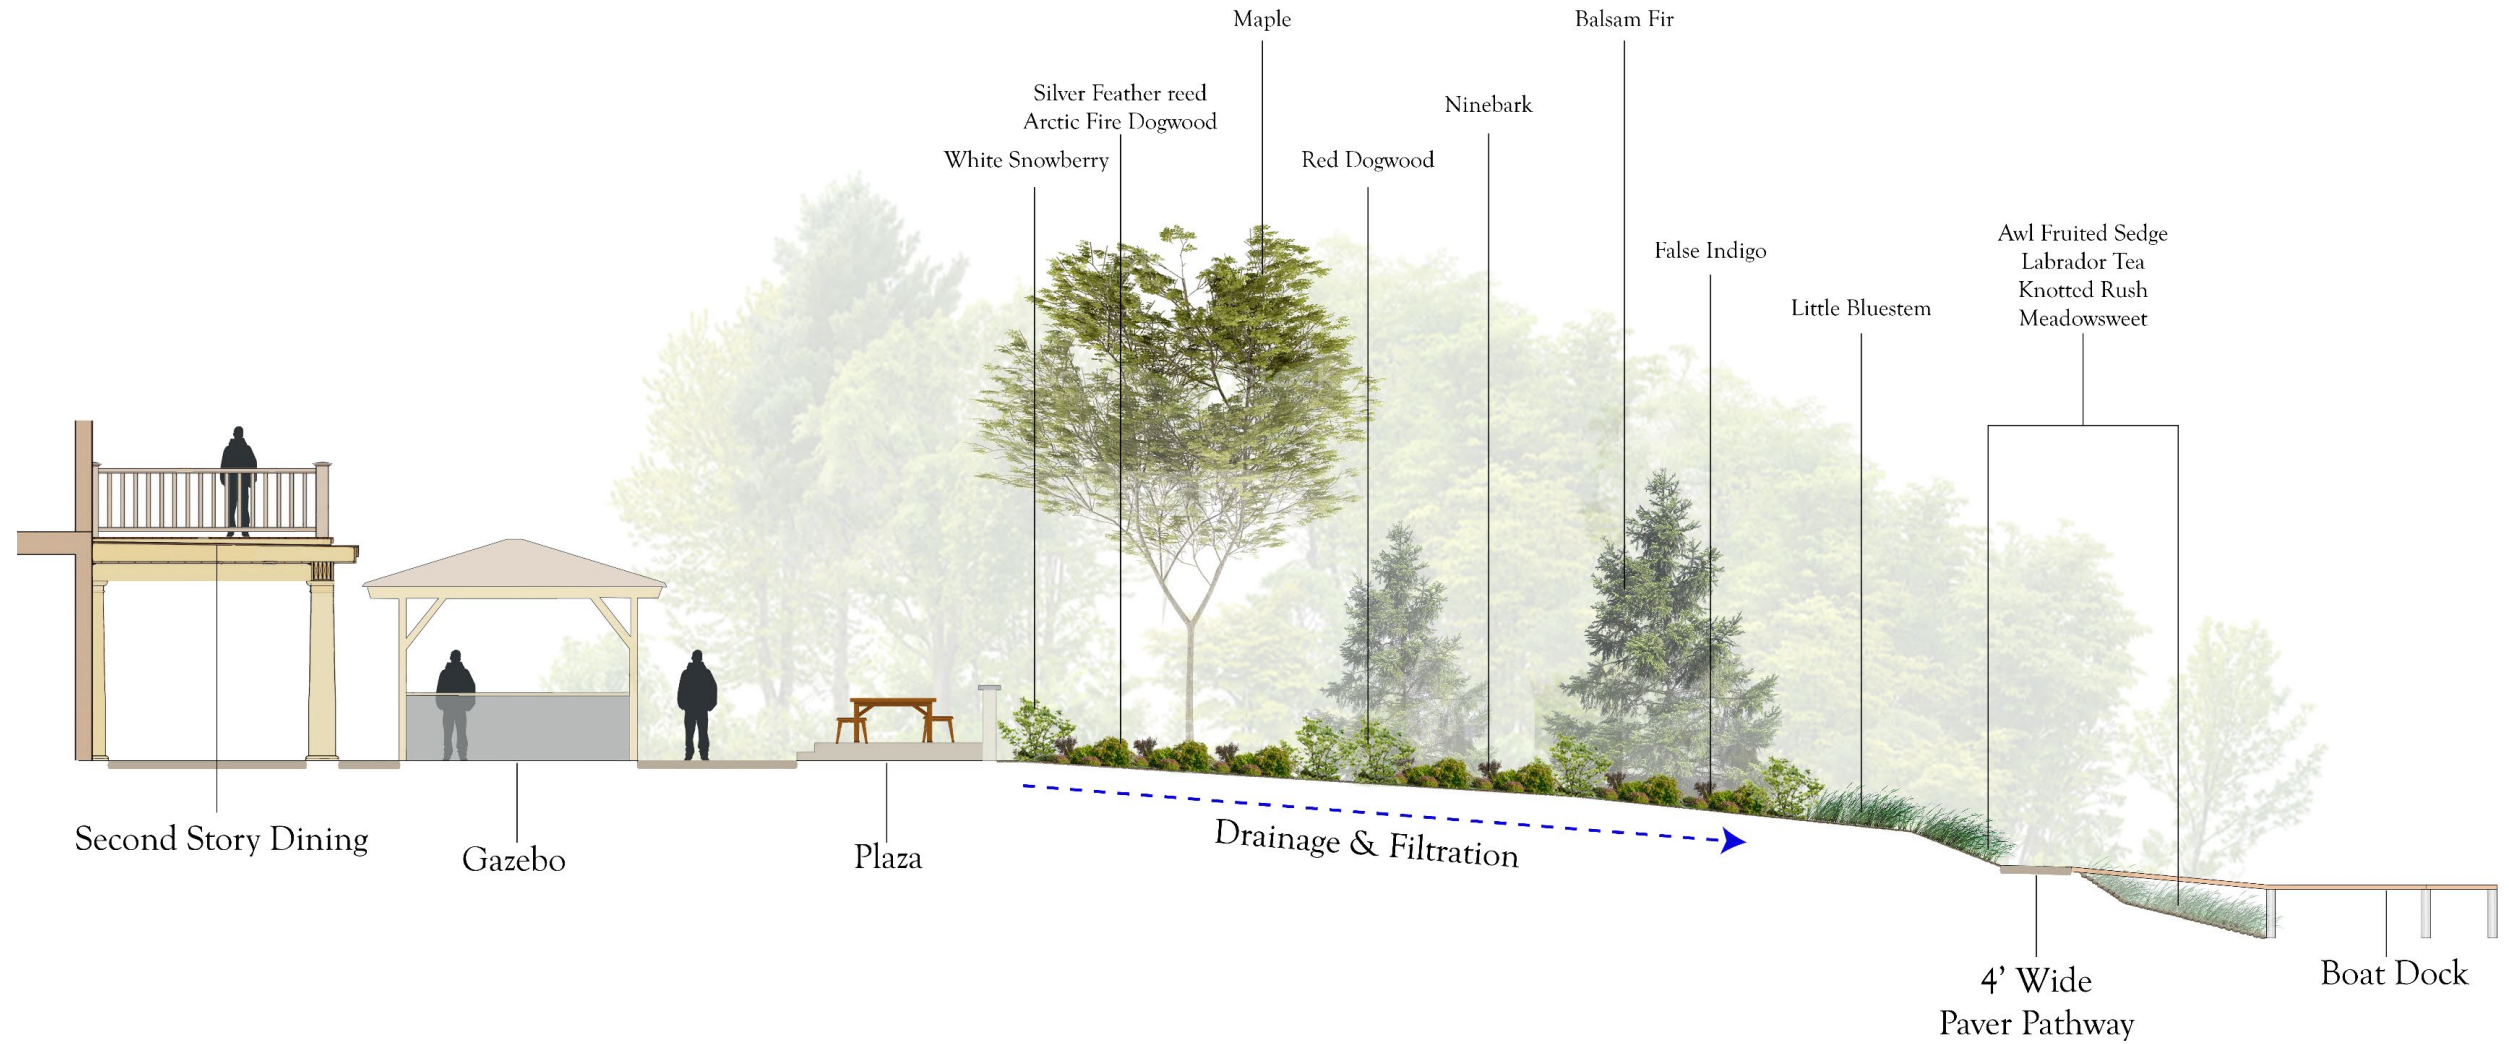 Maple
Balsam Fir
Silver Feather reed
Arctic Fire Dogwood
Ninebark
White Snowberry
Red Dogwood
False Indigo
Little Bluestem
Awl Fruited Sedge
Labrador Tea
Knotted Rush
Meadowsweet
Second Story Dining
Gazebo
Plaza
Drainage & Filtration
4’ Wide
Paver Pathway
Boat Dock